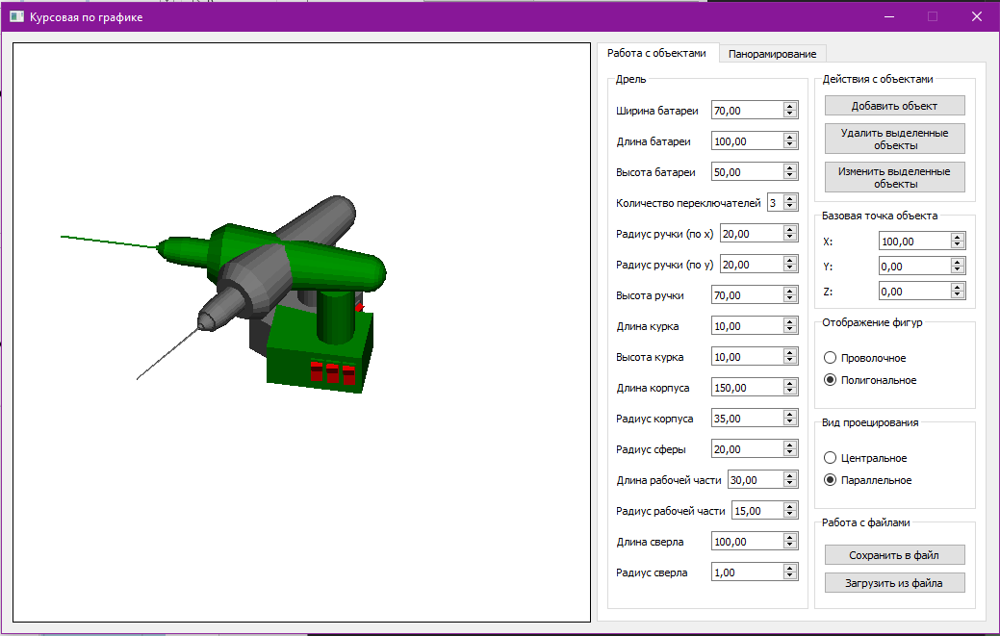 Курсовая по графике
Работа с объектами
Панорамирование
Дрель
Ширина батареи 70,00
Длина батареи 100,00
Высота батареи 50,00
Количество переключателей 3
Радиус ручки (по x) 20,00
Радиус ручки (по y) 20,00
Высота ручки 70,00
Длина курка 10,00
Высота курка 10,00
Длина корпуса 150,00
Радиус корпуса 35,00
Радиус сферы 20,00
Длина рабочей части 30,00
Радиус рабочей части 15,00
Длина сверла 100,00
Радиус сверла 1,00
Действия с объектами
Добавить объект
Удалить выделенные
объекты
Изменить выделенные
объекты
Базовая точка объекта
X: 100,00
Y: 0,00
Z: 0,00
Отображение фигур
Проволочное
Полигональное
Вид проецирования
Центральное
Параллельное
Работа с файлами
Сохранить в файл
Загрузить из файла